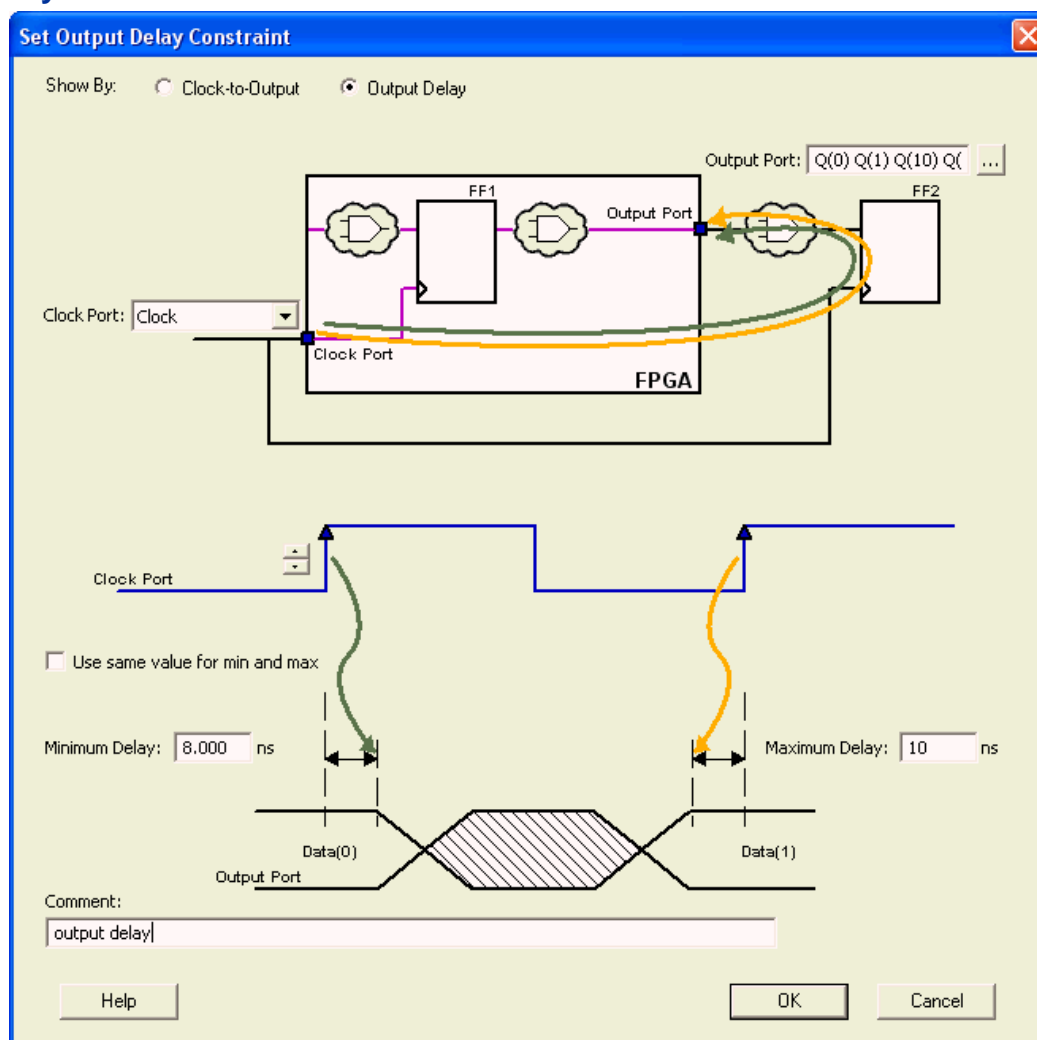 Set Output Delay Constraint
Show By: Clock-to-Output Output Delay
Output Port: Q(0) Q(1) Q(10) Q( ...
FF1 FF2
Output Port
Clock Port: Clock
Clock Port
FPGA
Clock Port
Use same value for min and max
Minimum Delay: 8.000 ns Maximum Delay: 10 ns
Data(0) Data(1)
Output Port
Comment:
output delay
Help OK Cancel